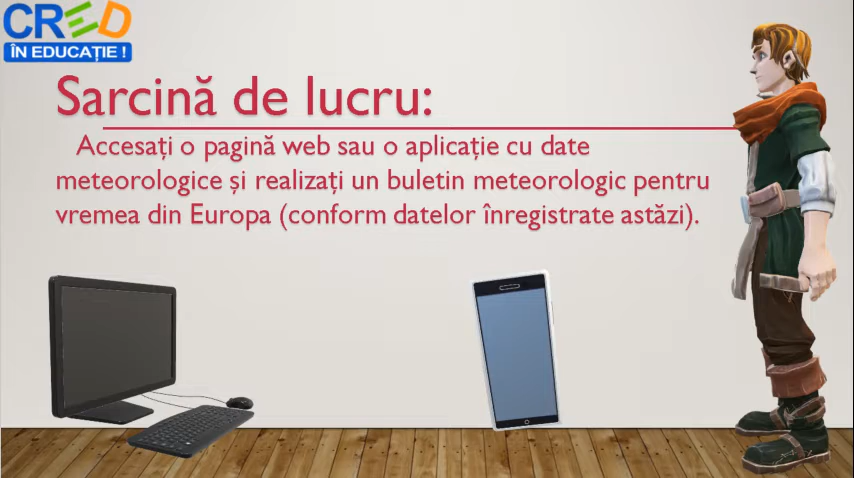 CRED
ÎN EDUCAȚIE !
Sarcină de lucru:
Accesați o pagină web sau o aplicație cu date
meteorologice și realizați un buletin meteorologic pentru
vremea din Europa (conform datelor înregistrate astăzi).